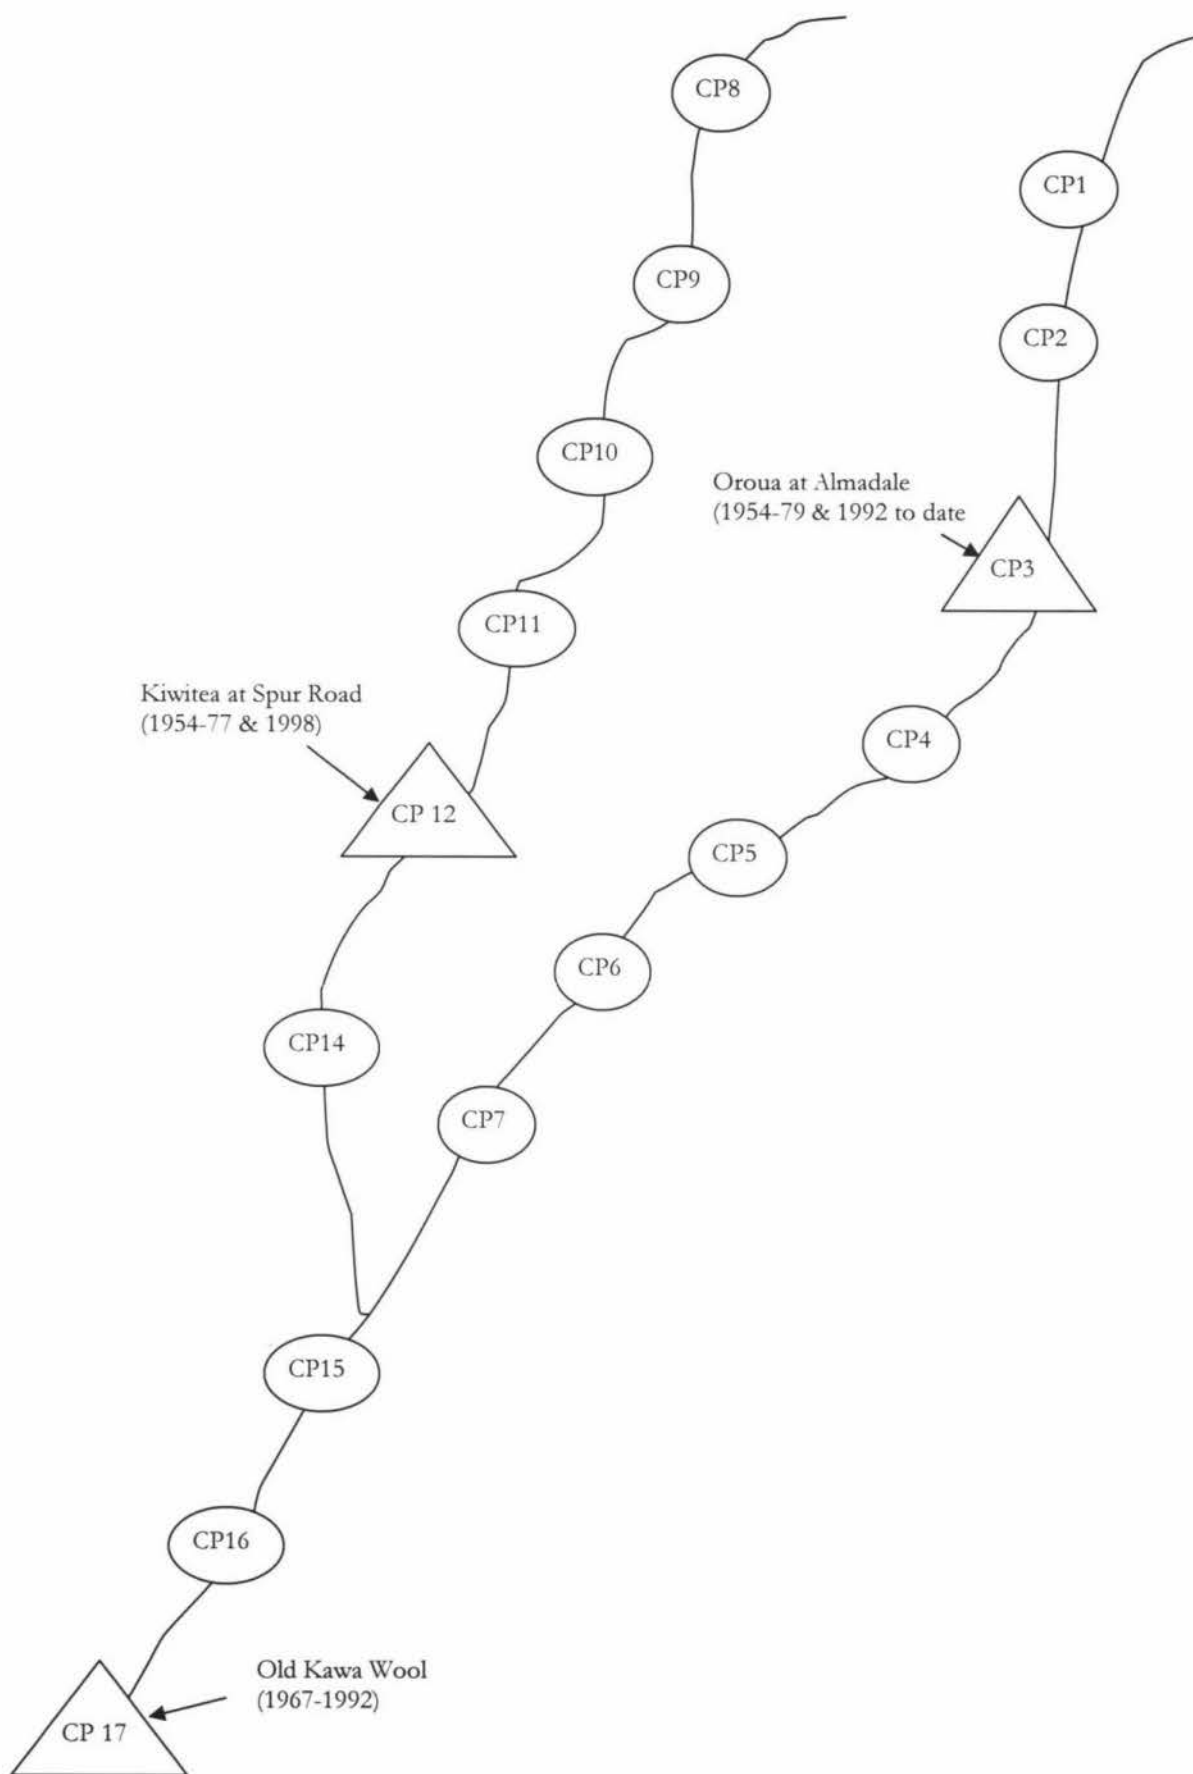 CP8
CP1
CP9
CP2
CP10
Oroua at Almadale
(1954-79 & 1992 to date
CP3
CP11
Kiwitea at Spur Road
(1954-77 & 1998)
CP4
CP 12
CP5
CP6
CP14
CP7
CP15
CP16
Old Kawa Wool
(1967-1992)
CP 17